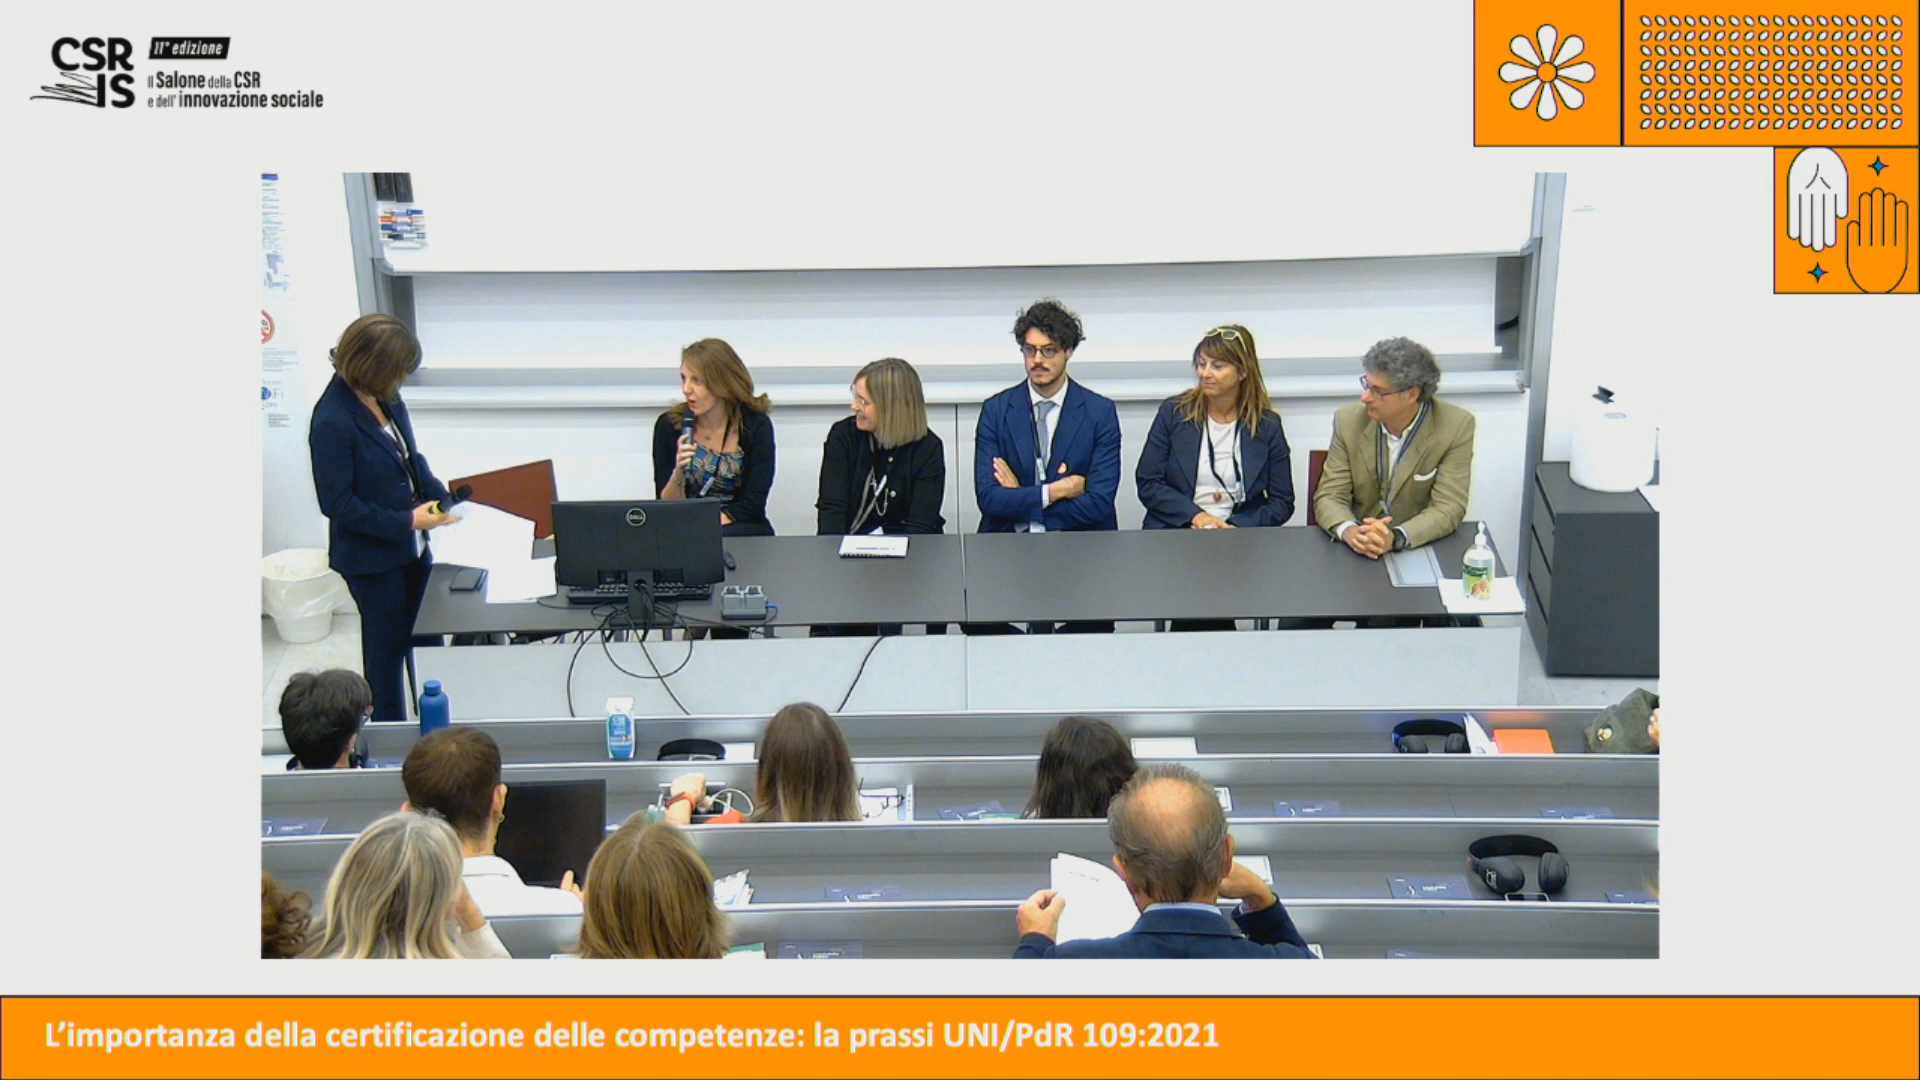 CSR
IS
11° edizione
Il Salone della CSR
e dell' innovazione sociale
DELL
L'importanza della certificazione delle competenze: la prassi UNI/PdR 109:2021